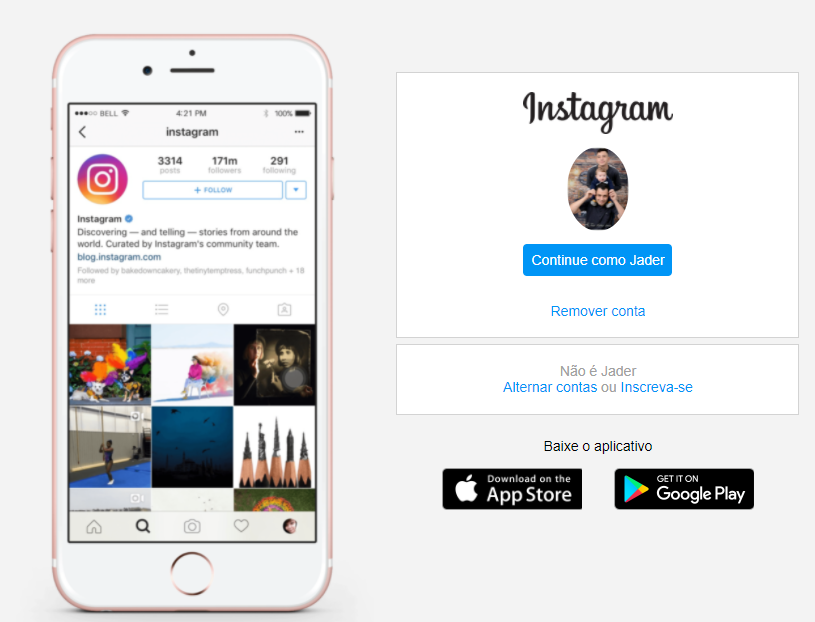 BELL 4:21 PM 100%
instagram
3314 171m 291
posts followers following
+ FOLLOW
Instagram
Discovering — and telling — stories from around the
world. Curated by Instagram's community team.
blog.instagram.com
Followed by bakedowncakery, thetinytemptress, funchpunch + 18
more
Instagram
Continue como Jader
Remover conta
Não é Jader
Alternar contas ou Inscreva-se
Baixe o aplicativo
Download on the
App Store
GET IT ON
Google Play